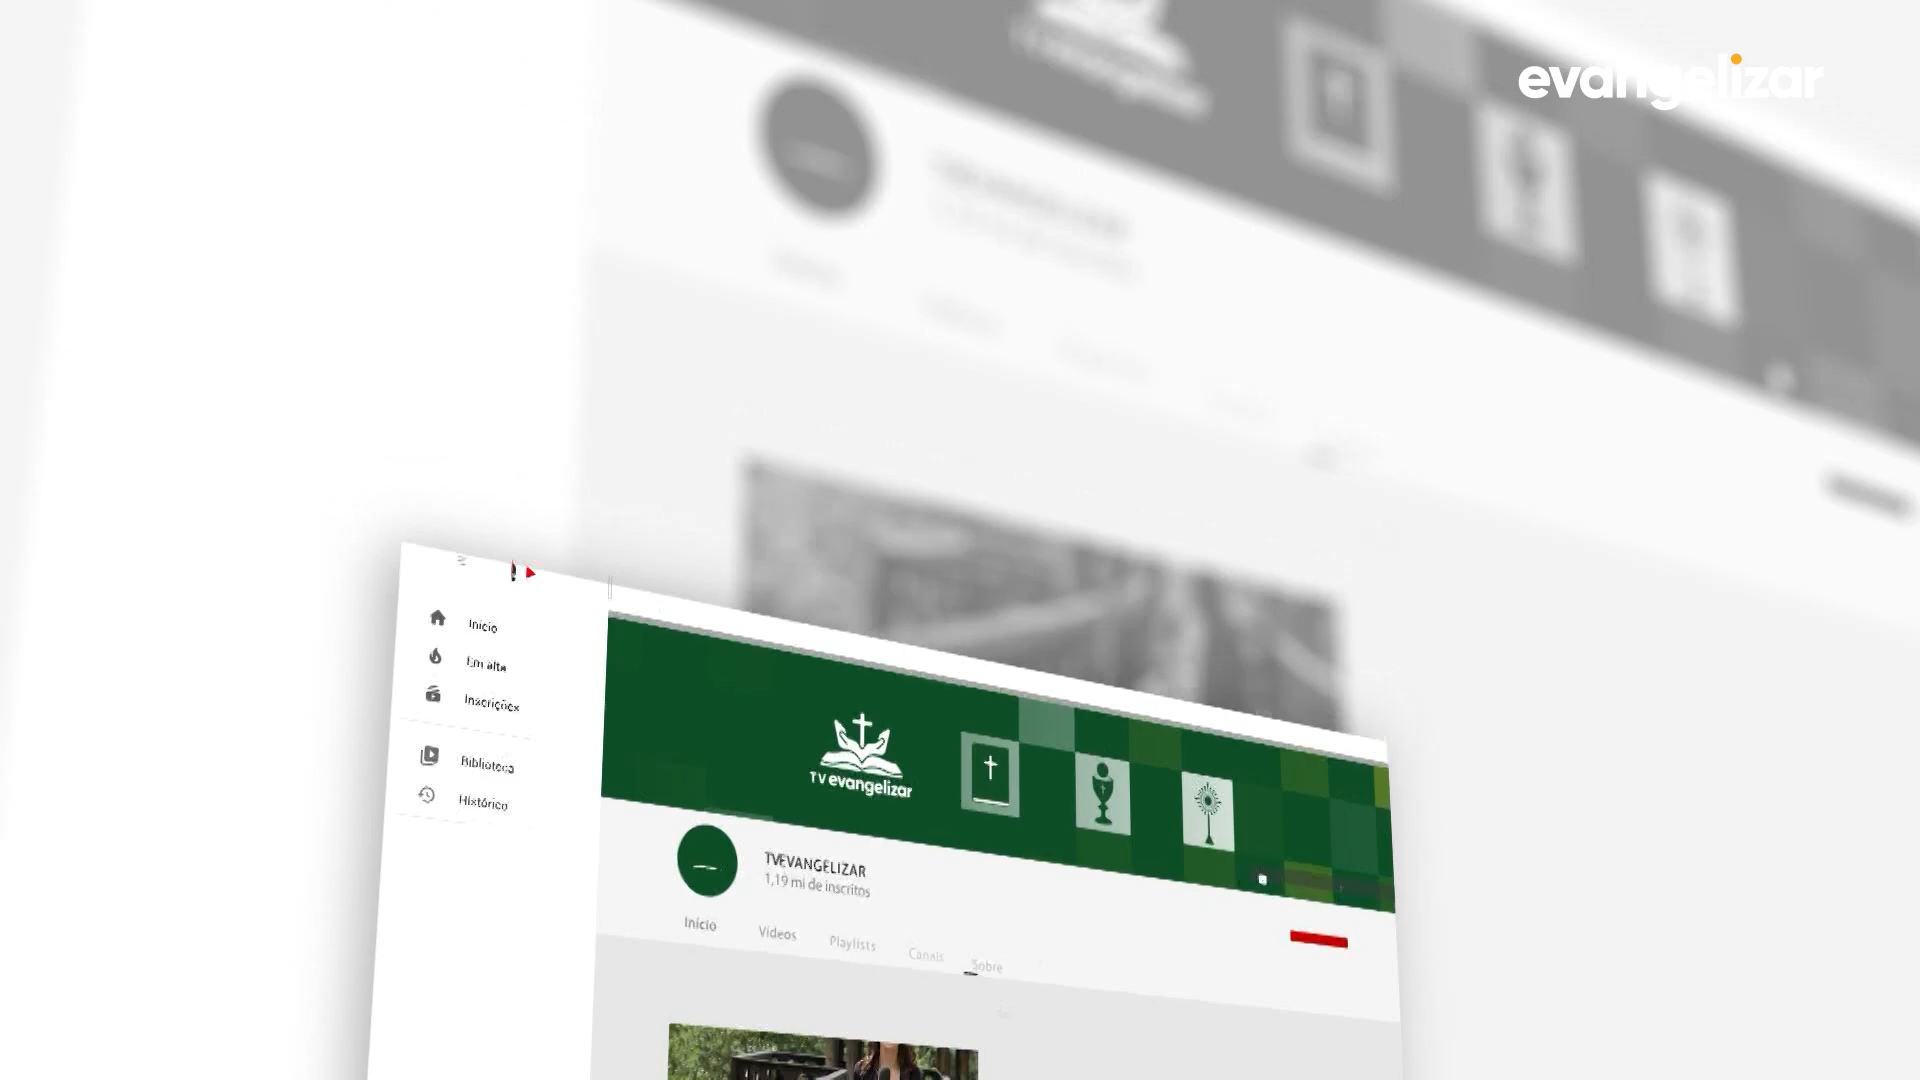 evangelizar
Início
Em alta
Inscrições
Biblioteca
Histórico
TV evangelizar
TVEVANGELIZAR
1,19 mi de inscritos
Início
Vídeos
Playlists
Canais
Sobre